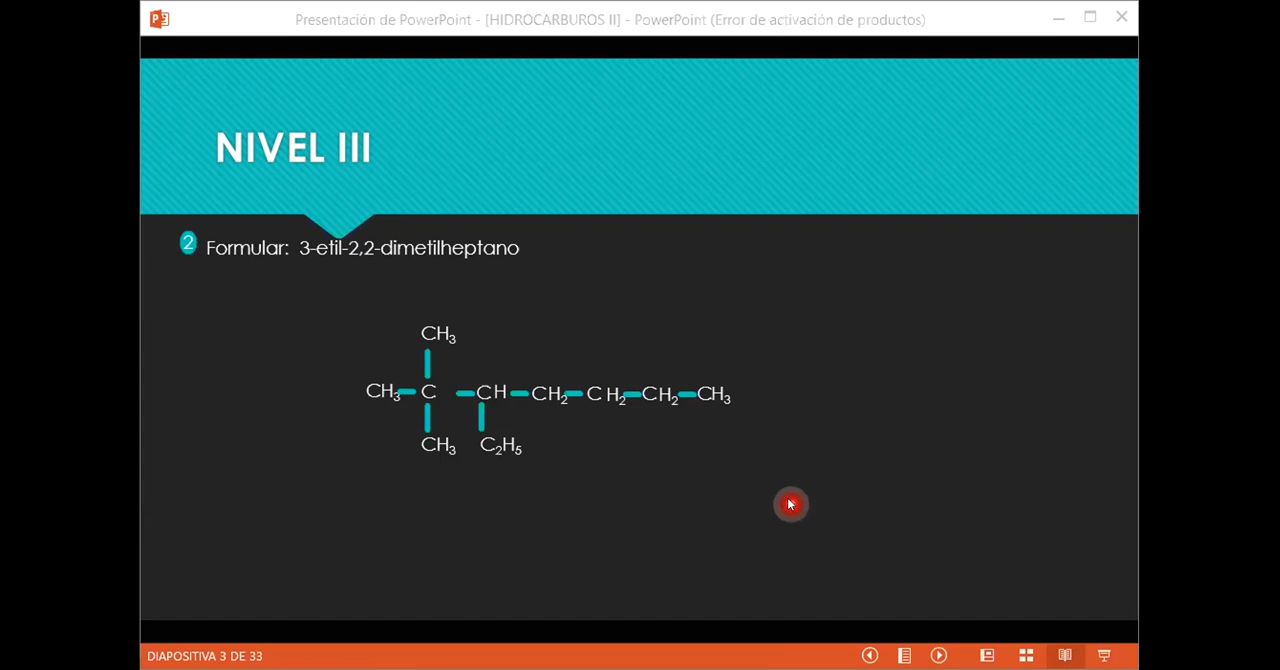 Presentación de PowerPoint - [HIDROCARBUROS II] - PowerPoint (Error de activación de productos)
NIVEL III
2 Formular: 3-etil-2,2-dimetilheptano
CH3
CH3 C CH CH2 C H2 CH2 CH3
CH3 C2H5
DIAPOSITIVA 3 DE 33